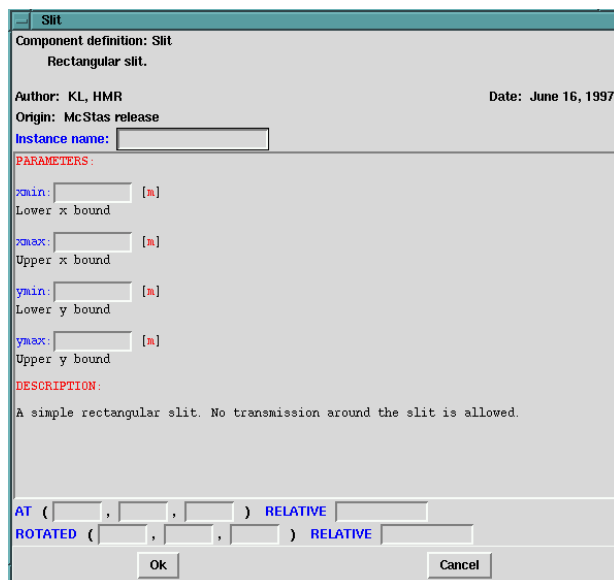 Slit
Component definition: Slit
Rectangular slit.
Author: KL, HMR Date: June 16, 1997
Origin: McStas release
Instance name:
PARAMETERS:
xmin: [m]
Lower x bound
xmax: [m]
Upper x bound
ymin: [m]
Lower y bound
ymax: [m]
Upper y bound
DESCRIPTION:
A simple rectangular slit. No transmission around the slit is allowed.
AT ( , , ) RELATIVE
ROTATED ( , , ) RELATIVE
Ok Cancel